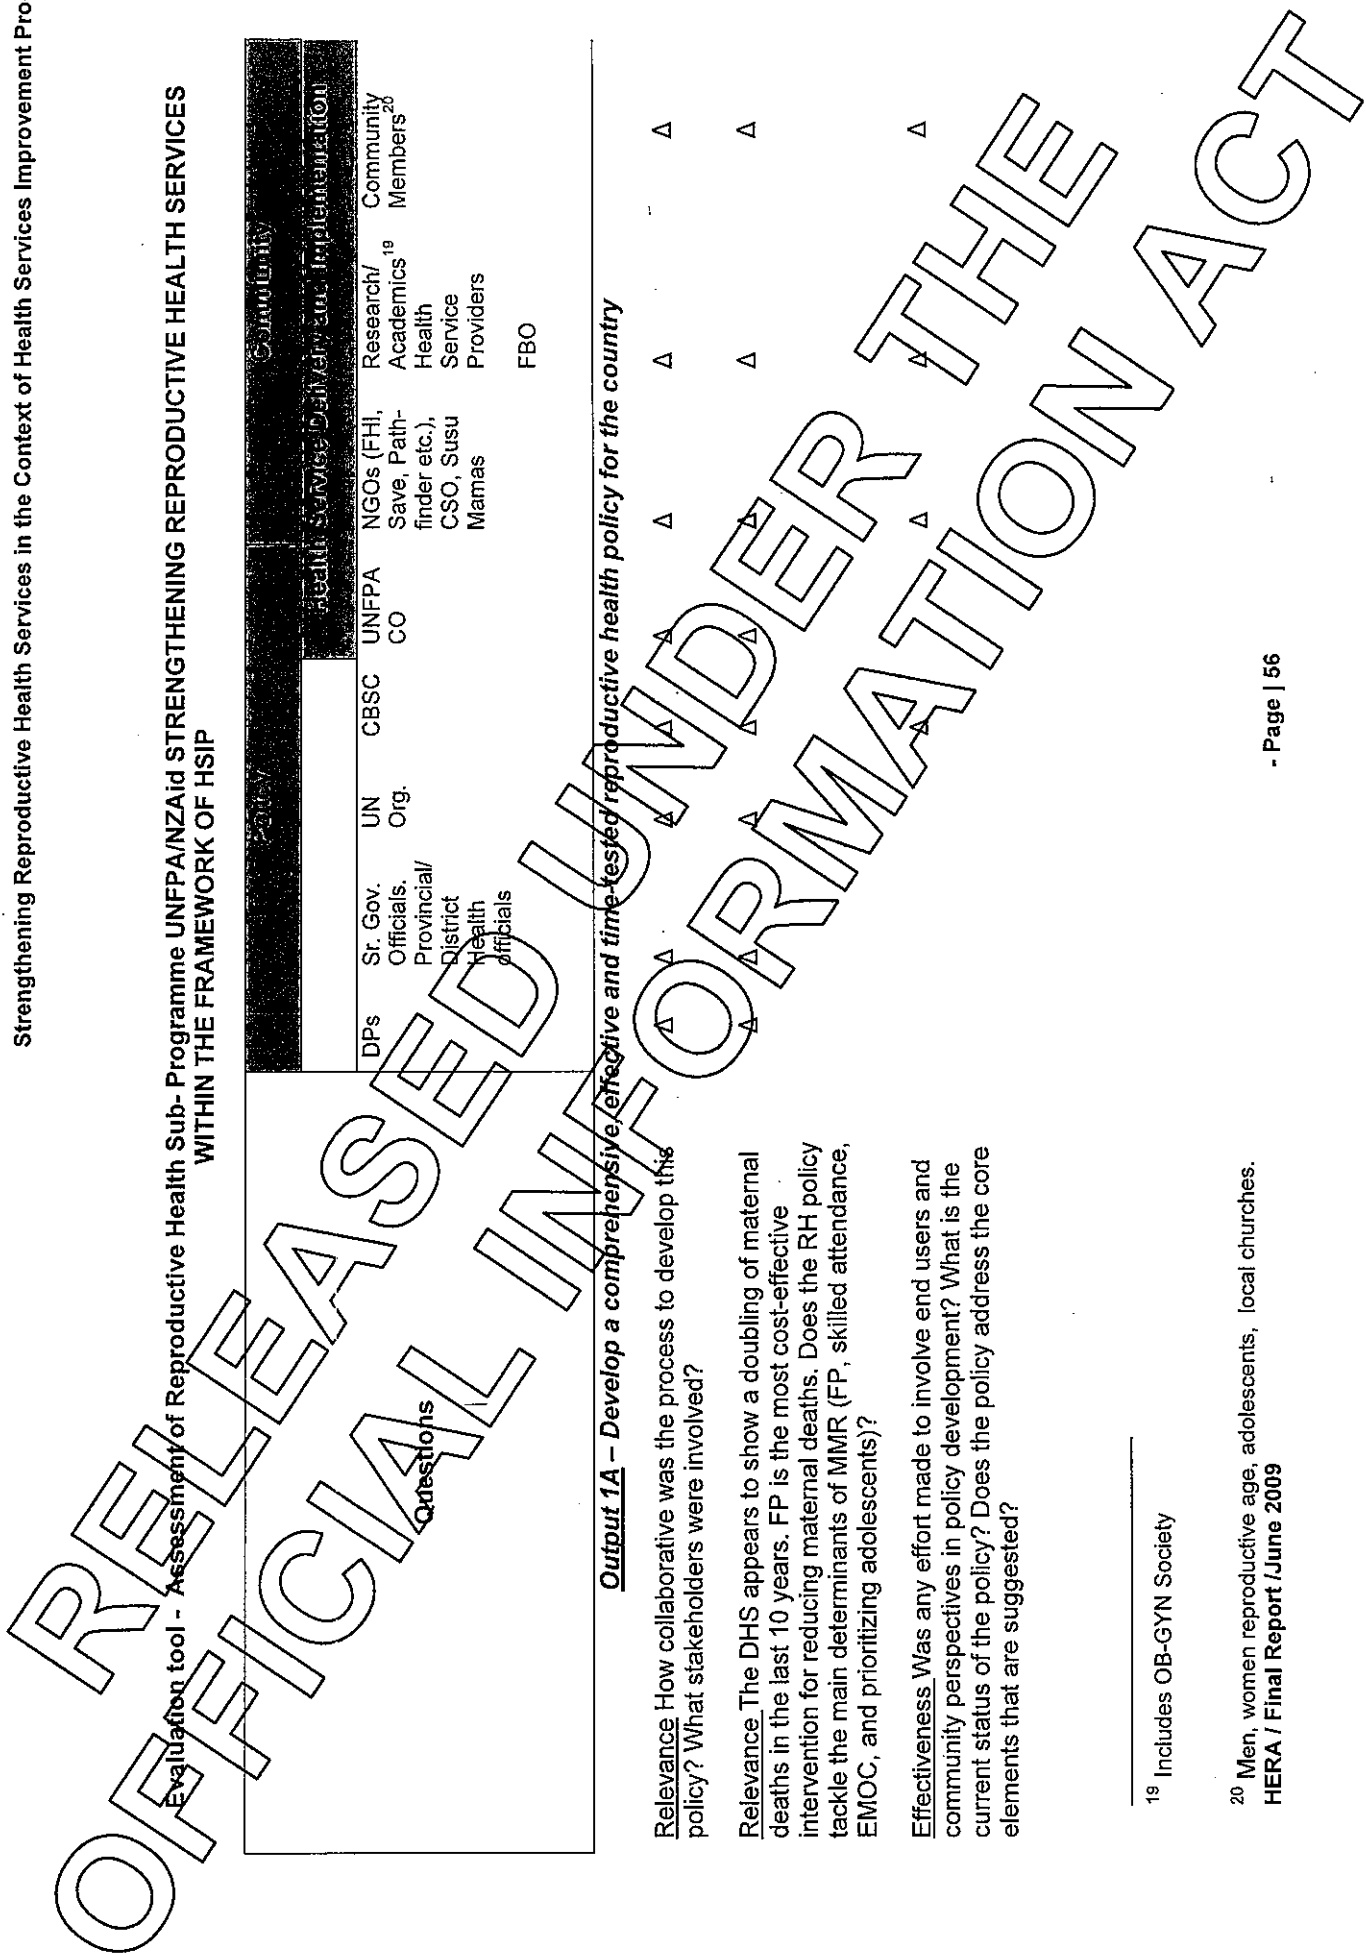 Strengthening Reproductive Health Services in the Context of Health Services Improvement Pro
Evaluation tool - Assessment of Reproductive Health Sub- Programme UNFPA/NZAid STRENGTHENING REPRODUCTIVE HEALTH SERVICES
WITHIN THE FRAMEWORK OF HSIP
Questions
Policy
Community
Health Service Delivery and Implementation
DPs
Sr. Gov.
Officials.
Provincial/
District
Health
officials
UN
Org.
CBSC
UNFPA
CO
NGOs (FHI,
Save, Path-
finder etc.),
CSO, Susu
Mamas
Research/
Academics19
Health
Service
Providers
FBO
Community
Members20
Output 1A – Develop a comprehensive, effective and time-tested reproductive health policy for the country
Relevance How collaborative was the process to develop this Δ Δ Δ Δ Δ Δ Δ Δ
policy? What stakeholders were involved?
Relevance The DHS appears to show a doubling of maternal Δ Δ Δ Δ Δ Δ Δ Δ
deaths in the last 10 years. FP is the most cost-effective
intervention for reducing maternal deaths. Does the RH policy
tackle the main determinants of MMR (FP, skilled attendance,
EMOC, and prioritizing adolescents)?
Effectiveness Was any effort made to involve end users and Δ Δ Δ Δ
community perspectives in policy development? What is the
current status of the policy? Does the policy address the core
elements that are suggested?
19 Includes OB-GYN Society
20 Men, women reproductive age, adolescents, local churches.
HERA / Final Report /June 2009
- Page | 56
RELEASED UNDER THE
OFFICIAL INFORMATION ACT